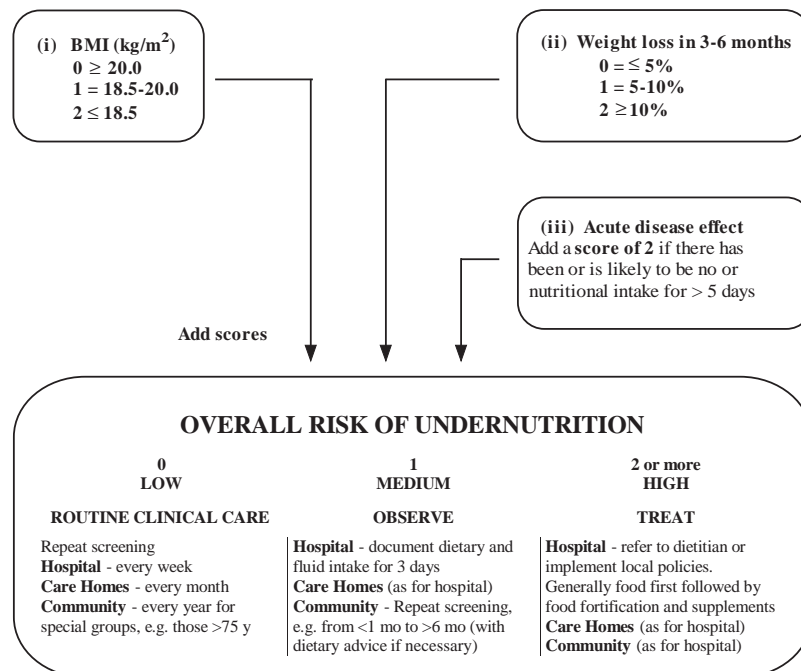 (i) BMI (kg/m²)
0 ≥ 20.0
1 = 18.5-20.0
2 ≤ 18.5
(ii) Weight loss in 3-6 months
0 = ≤ 5%
1 = 5-10%
2 ≥10%
(iii) Acute disease effect
Add a score of 2 if there has
been or is likely to be no or
nutritional intake for > 5 days
Add scores
OVERALL RISK OF UNDERNUTRITION
0
LOW
ROUTINE CLINICAL CARE
Repeat screening
Hospital - every week
Care Homes - every month
Community - every year for
special groups, e.g. those >75 y
1
MEDIUM
OBSERVE
Hospital - document dietary and
fluid intake for 3 days
Care Homes (as for hospital)
Community - Repeat screening,
e.g. from <1 mo to >6 mo (with
dietary advice if necessary)
2 or more
HIGH
TREAT
Hospital - refer to dietitian or
implement local policies.
Generally food first followed by
food fortification and supplements
Care Homes (as for hospital)
Community (as for hospital)